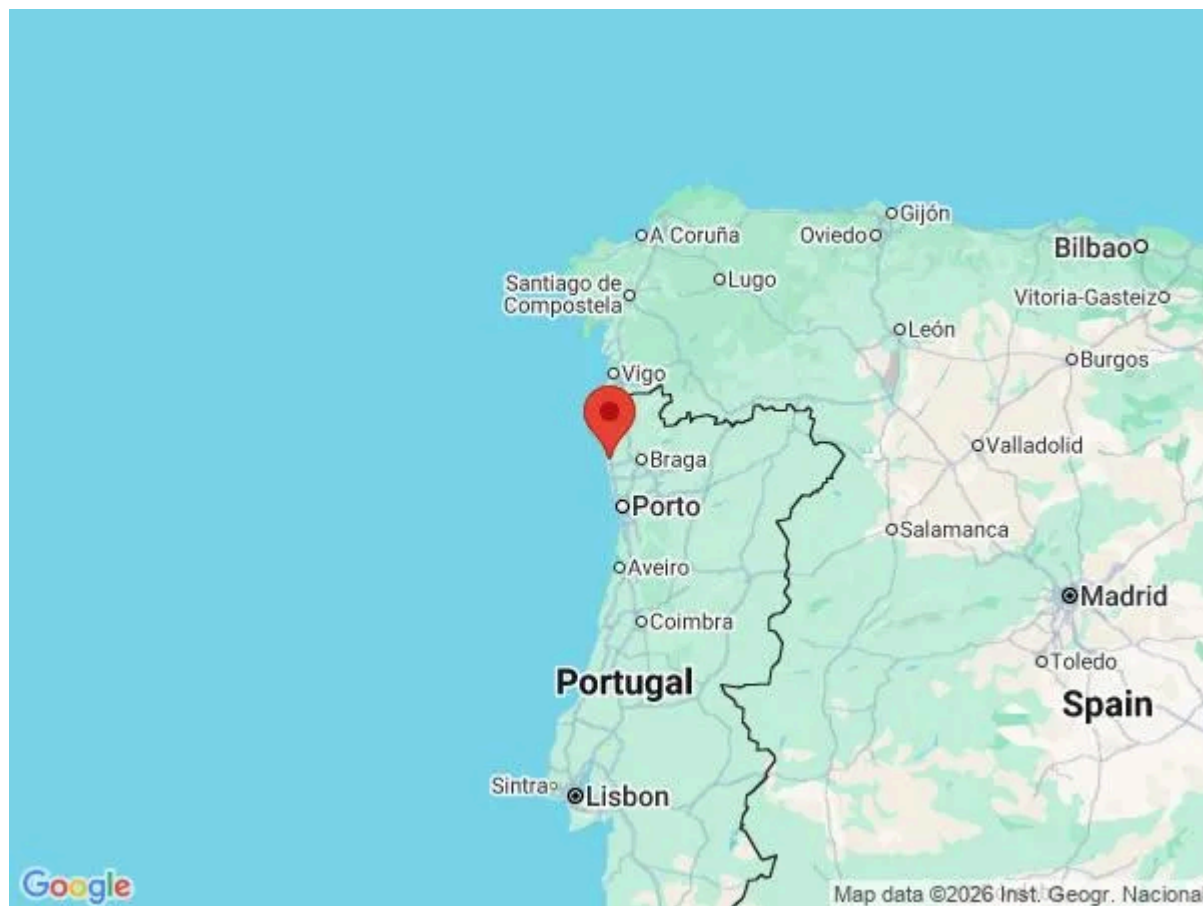 Gijón
A Coruña
Oviedo
Bilbao
Lugo
Santiago de
Compostela
Vitoria-Gasteiz
León
Burgos
Vigo
Valladolid
Braga
Porto
Salamanca
Aveiro
Madrid
Coimbra
Toledo
Portugal
Spain
Sintra
Lisbon
Google
Map data ©2026 Inst. Geogr. Nacional